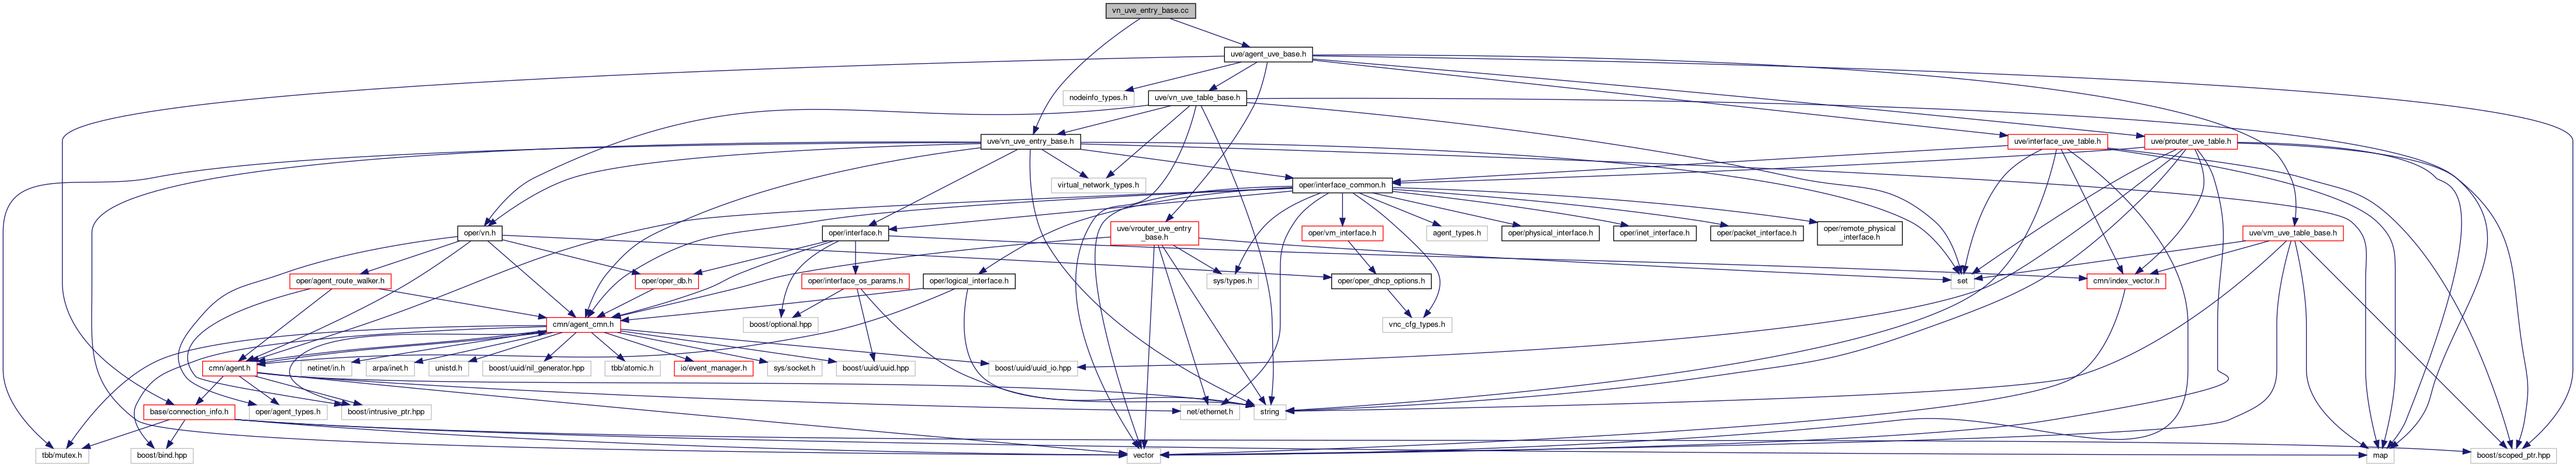 vn_uve_entry_base.cc
uve/agent_uve_base.h
nodeinfo_types.h
uve/vn_uve_table_base.h
uve/vn_uve_entry_base.h
uve/interface_uve_table.h
uve/prouter_uve_table.h
virtual_network_types.h
oper/interface_common.h
oper/vn.h
oper/interface.h
uve/vrouter_uve_entry
_base.h
oper/vm_interface.h
agent_types.h
oper/physical_interface.h
oper/inet_interface.h
oper/packet_interface.h
oper/remote_physical
_interface.h
uve/vm_uve_table_base.h
oper/agent_route_walker.h
oper/oper_db.h
oper/interface_os_params.h
oper/logical_interface.h
sys/types.h
oper/oper_dhcp_options.h
set
cmn/index_vector.h
cmn/agent_cmn.h
boost/optional.hpp
vnc_cfg_types.h
cmn/agent.h
netinet/in.h
arpa/inet.h
unistd.h
boost/uuid/nil_generator.hpp
tbb/atomic.h
io/event_manager.h
sys/socket.h
boost/uuid/uuid.hpp
boost/uuid/uuid_io.hpp
base/connection_info.h
oper/agent_types.h
boost/intrusive_ptr.hpp
net/ethernet.h
string
tbb/mutex.h
boost/bind.hpp
vector
map
boost/scoped_ptr.hpp